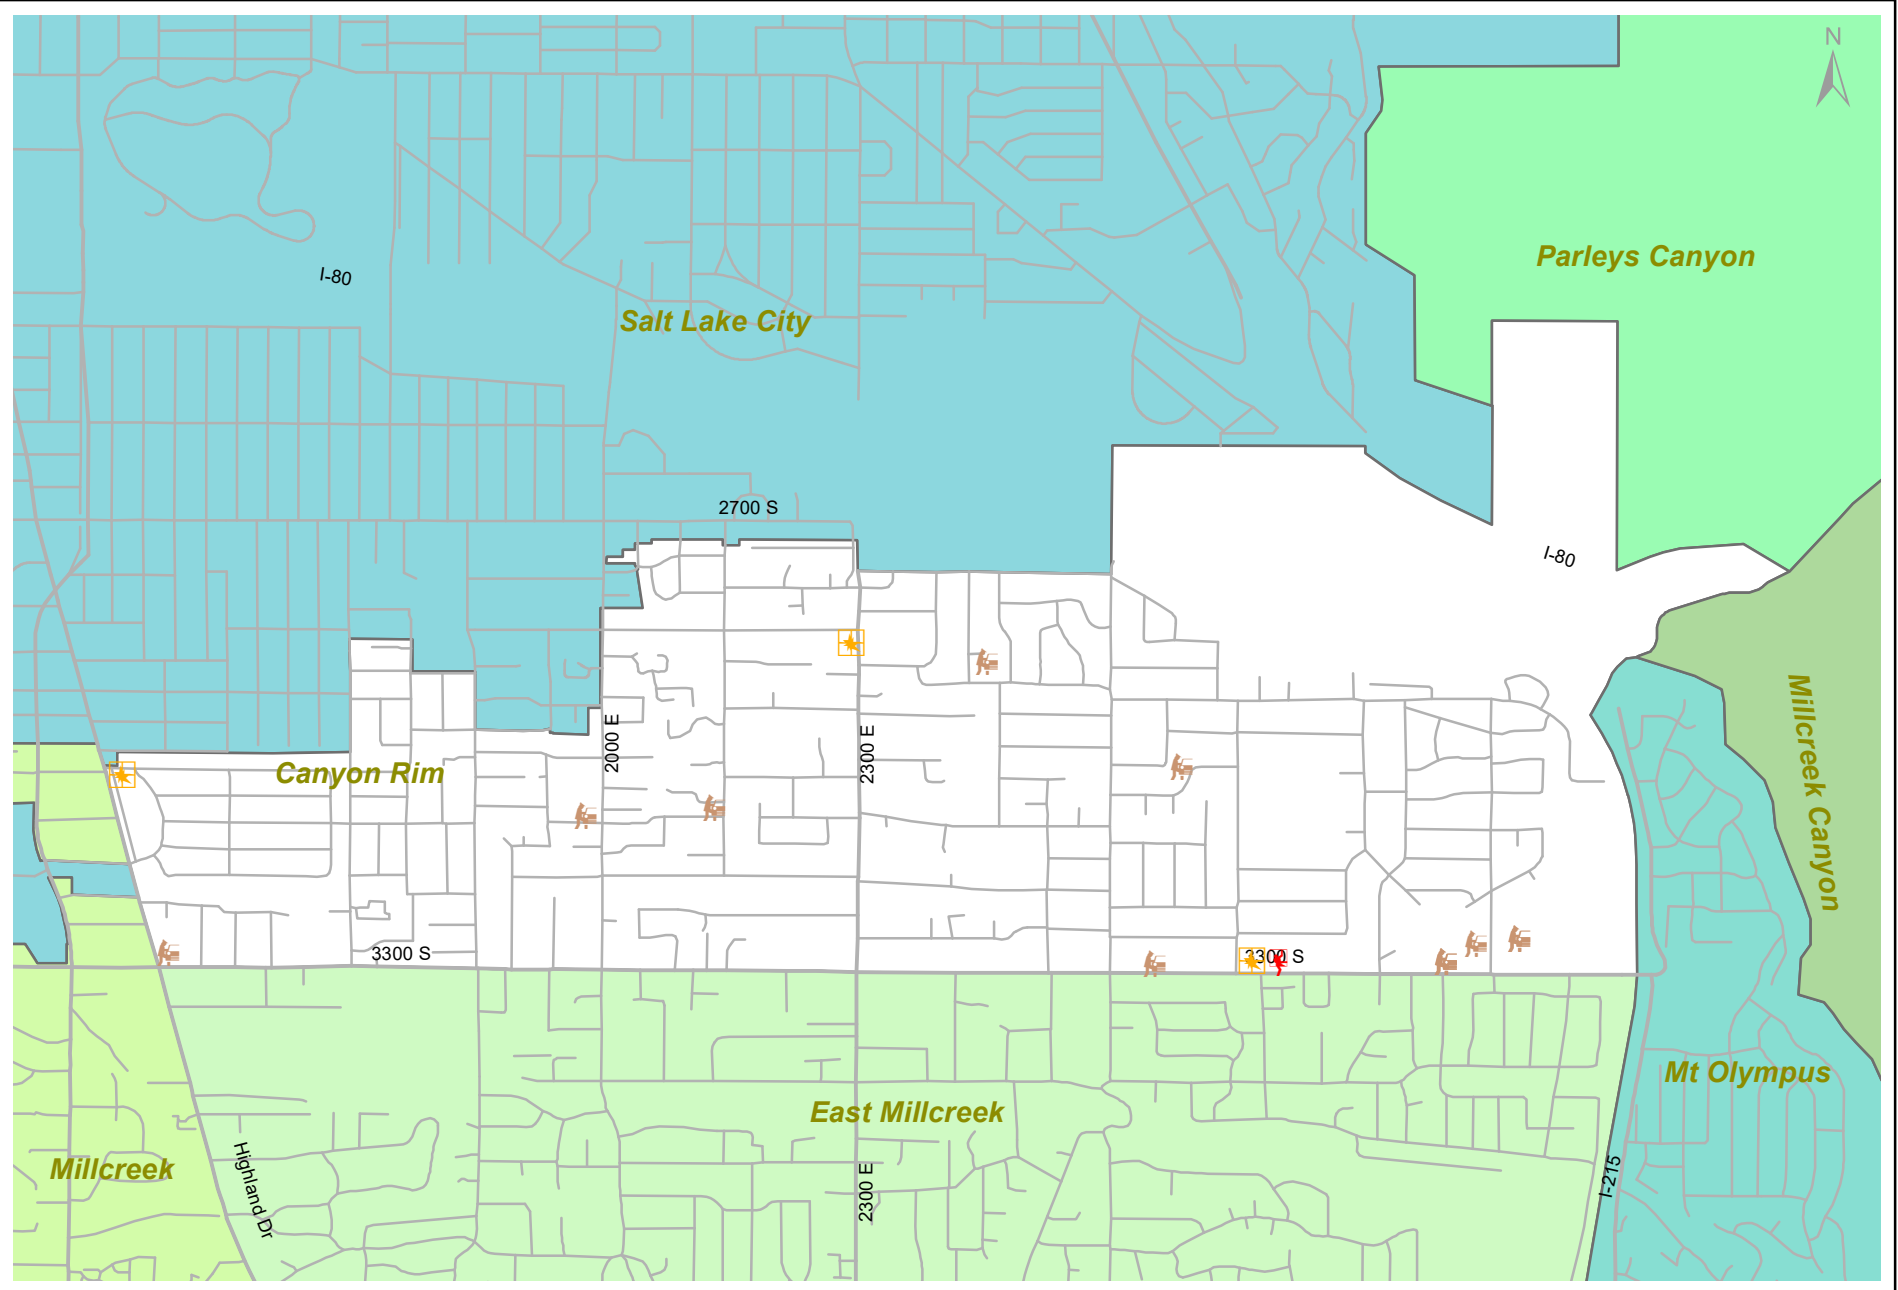 N
Parleys Canyon
I-80
Salt Lake City
2700 S
I-80
2000 E
2300 E
Canyon Rim
Millcreek Canyon
3300 S
3300 S
Mt Olympus
East Millcreek
Millcreek
Highland Dr
2300 E
I-215